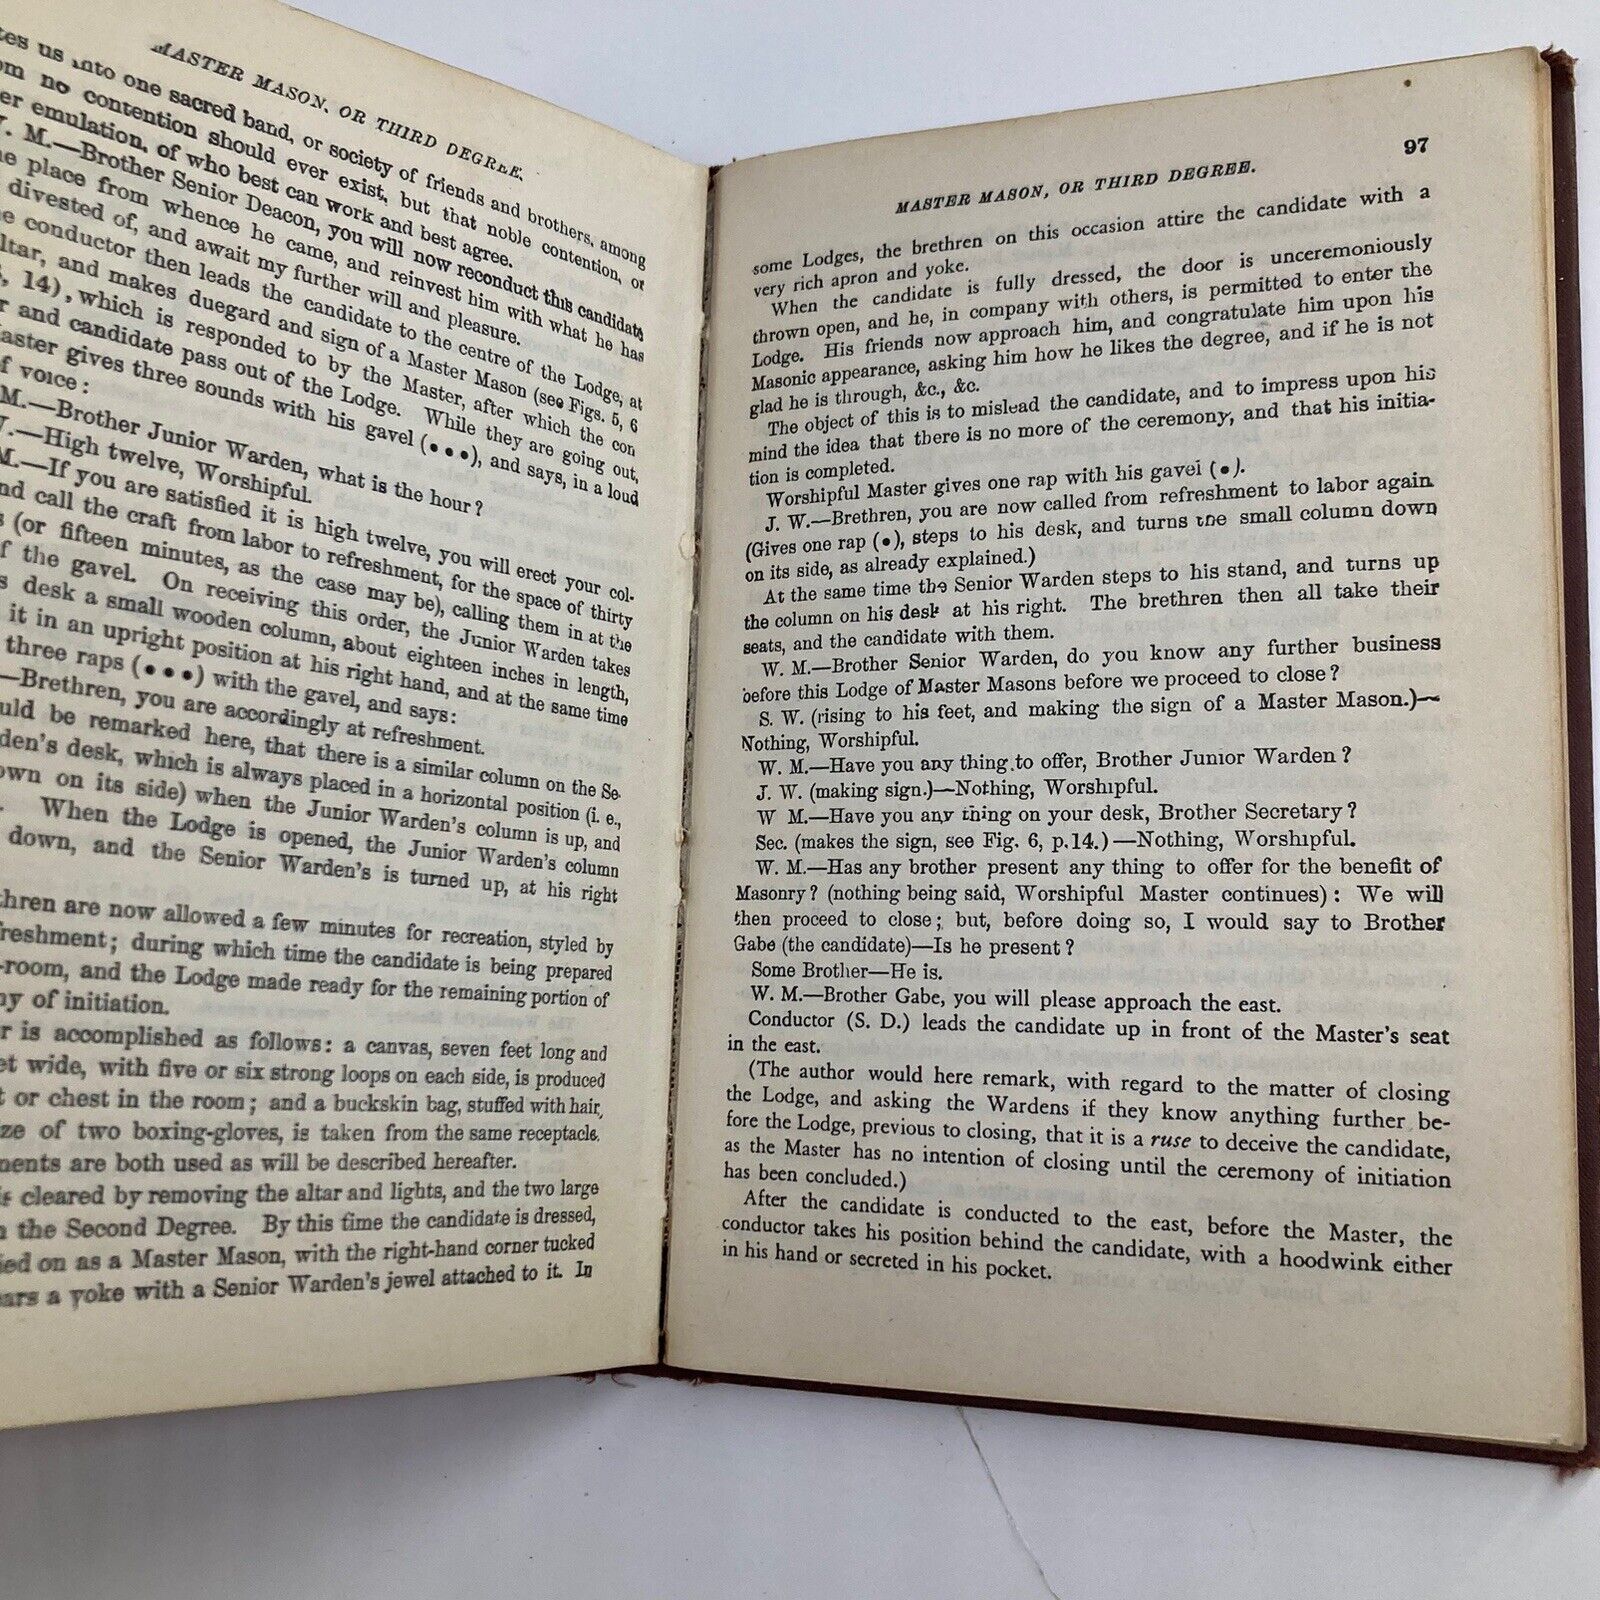 MASTER MASON, OR THIRD DEGREE.
us into one sacred band, or society of friends and brothers, among
no contention should ever exist, but that noble contention, or
emulation, of who best can work and best agree.
M.—Brother Senior Deacon, you will now reconduct this candidate
place from whence he came, and reinvest him with what he has
divested of, and await my further will and pleasure.
conductor then leads the candidate to the centre of the Lodge, at
and makes duegard and sign of a Master Mason (see Figs. 5, 6
14), which is responded to by the Master, after which the con
and candidate pass out of the Lodge. While they are going out,
gives three sounds with his gavel (• • •), and says, in a loud
voice:
M.—Brother Junior Warden, what is the hour?
—High twelve, Worshipful.
M.—If you are satisfied it is high twelve, you will erect your col-
call the craft from labor to refreshment, for the space of thirty
(or fifteen minutes, as the case may be), calling them in at the
the gavel. On receiving this order, the Junior Warden takes
desk a small wooden column, about eighteen inches in length,
it in an upright position at his right hand, and at the same time
three raps (• • •) with the gavel, and says:
—Brethren, you are accordingly at refreshment.
be remarked here, that there is a similar column on the Se-
desk, which is always placed in a horizontal position (i. e.,
on its side) when the Junior Warden's column is up, and
When the Lodge is opened, the Junior Warden's column
down, and the Senior Warden's is turned up, at his right
are now allowed a few minutes for recreation, styled by
during which time the candidate is being prepared
-room, and the Lodge made ready for the remaining portion of
of initiation.
is accomplished as follows: a canvas, seven feet long and
wide, with five or six strong loops on each side, is produced
or chest in the room; and a buckskin bag, stuffed with hair,
of two boxing-gloves, is taken from the same receptacle.
are both used as will be described hereafter.
cleared by removing the altar and lights, and the two large
the Second Degree. By this time the candidate is dressed,
on as a Master Mason, with the right-hand corner tucked
a yoke with a Senior Warden's jewel attached to it. In
97
MASTER MASON, OR THIRD DEGREE.
some Lodges, the brethren on this occasion attire the candidate with a
very rich apron and yoke.
When the candidate is fully dressed, the door is unceremoniously
thrown open, and he, in company with others, is permitted to enter the
Lodge. His friends now approach him, and congratulate him upon his
Masonic appearance, asking him how he likes the degree, and if he is not
glad he is through, &c., &c.
The object of this is to mislead the candidate, and to impress upon his
mind the idea that there is no more of the ceremony, and that his initia-
tion is completed.
Worshipful Master gives one rap with his gavel (•).
J. W.—Brethren, you are now called from refreshment to labor again.
(Gives one rap (•), steps to his desk, and turns the small column down
on its side, as already explained.)
At the same time the Senior Warden steps to his stand, and turns up
the column on his desk at his right. The brethren then all take their
seats, and the candidate with them.
W. M.—Brother Senior Warden, do you know any further business
before this Lodge of Master Masons before we proceed to close?
S. W. (rising to his feet, and making the sign of a Master Mason.)—
Nothing, Worshipful.
W. M.—Have you any thing to offer, Brother Junior Warden?
J. W. (making sign.)—Nothing, Worshipful.
W M.—Have you any thing on your desk, Brother Secretary?
Sec. (makes the sign, see Fig. 6, p.14.)—Nothing, Worshipful.
W. M.—Has any brother present any thing to offer for the benefit of
Masonry? (nothing being said, Worshipful Master continues): We will
then proceed to close; but, before doing so, I would say to Brother
Gabe (the candidate)—Is he present?
Some Brother—He is.
W. M.—Brother Gabe, you will please approach the east.
Conductor (S. D.) leads the candidate up in front of the Master's seat
in the east.
(The author would here remark, with regard to the matter of closing
the Lodge, and asking the Wardens if they know anything further be-
fore the Lodge, previous to closing, that it is a ruse to deceive the candidate,
as the Master has no intention of closing until the ceremony of initiation
has been concluded.)
After the candidate is conducted to the east, before the Master, the
conductor takes his position behind the candidate, with a hoodwink either
in his hand or secreted in his pocket.